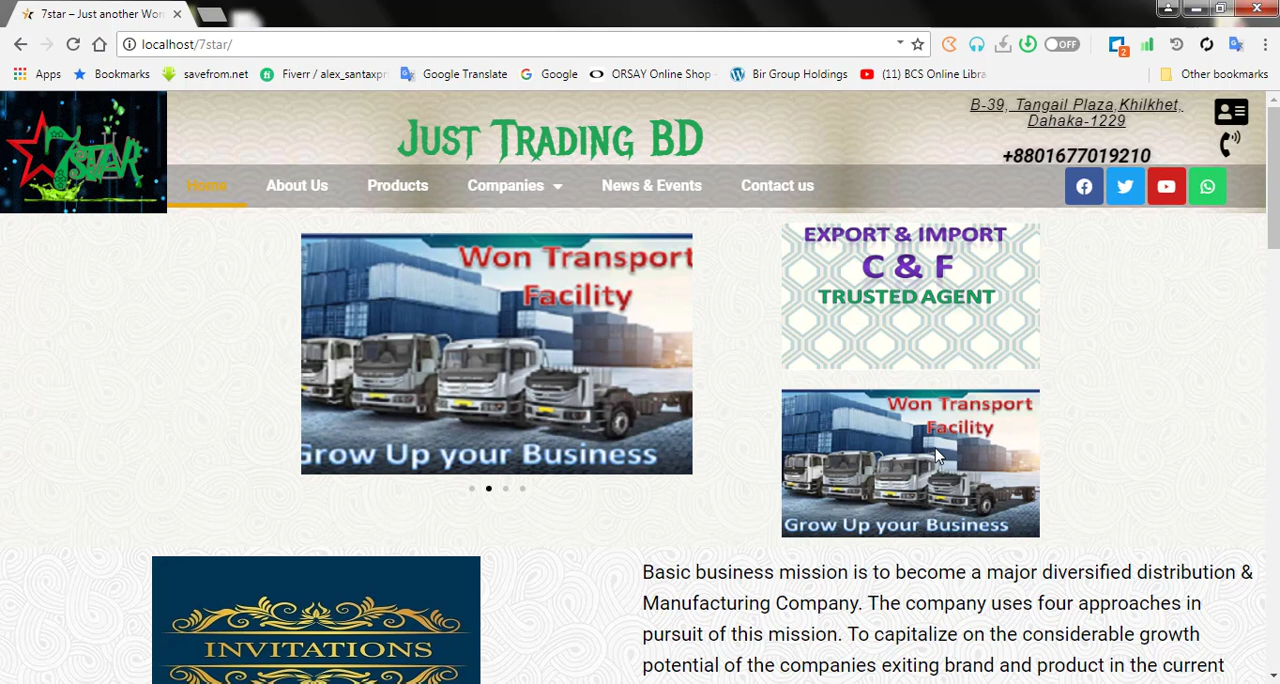 7star – Just another Wor
localhost/7star/
OFF
2
Apps
Bookmarks
savefrom.net
Fiverr / alex_santaxpr
Google Translate
Google
ORSAY Online Shop
Bir Group Holdings
(11) BCS Online Libra
Other bookmarks
7STAR
Just Trading BD
B-39, Tangail Plaza,Khilkhet,
Dahaka-1229
+8801677019210
Home
About Us
Products
Companies
News & Events
Contact us
Won Transport
Facility
Grow Up your Business
EXPORT & IMPORT
C & F
TRUSTED AGENT
Won Transport
Facility
Grow Up your Business
INVITATIONS
Basic business mission is to become a major diversified distribution &
Manufacturing Company. The company uses four approaches in
pursuit of this mission. To capitalize on the considerable growth
potential of the companies exiting brand and product in the current